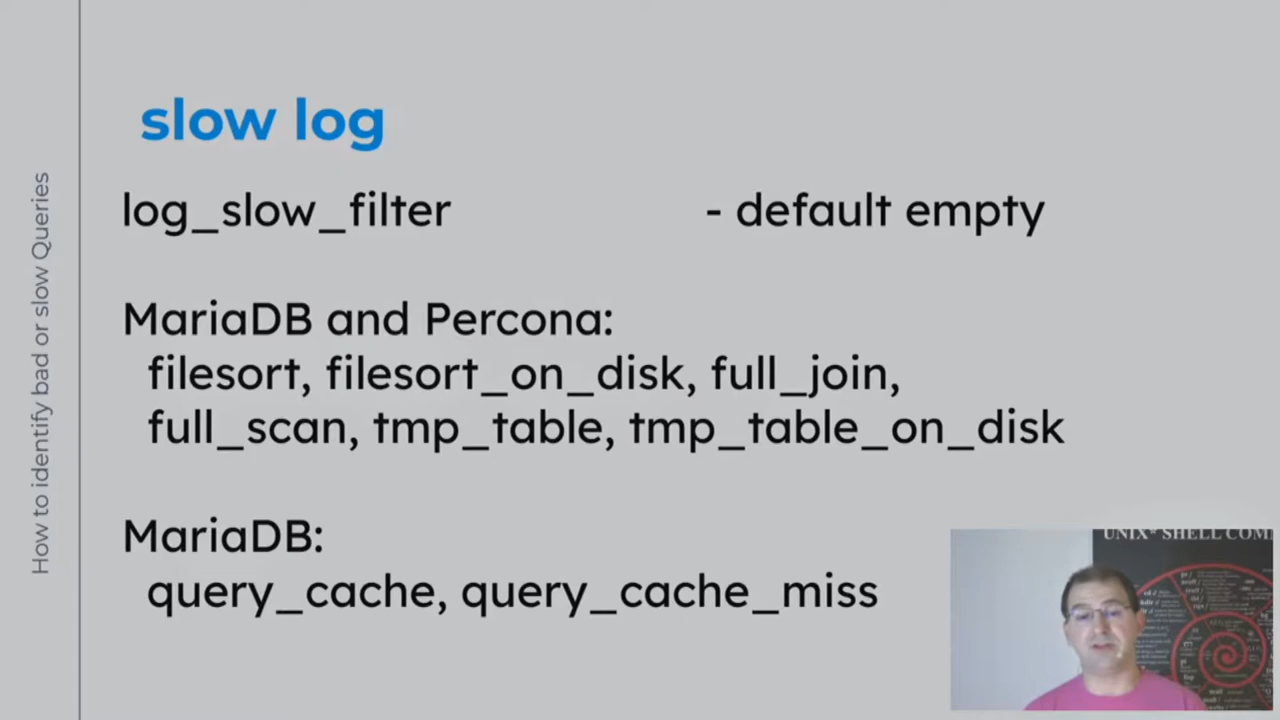 How to identify bad or slow Queries
slow log
log_slow_filter - default empty
MariaDB and Percona:
filesort, filesort_on_disk, full_join,
full_scan, tmp_table, tmp_table_on_disk
MariaDB:
query_cache, query_cache_miss
UNIX® SHELL COM